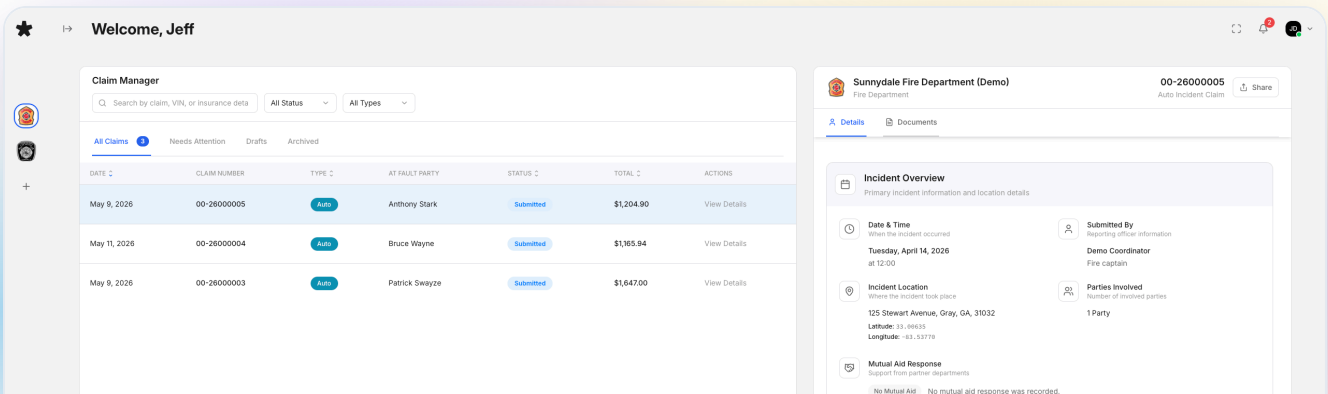 Welcome, Jeff
2
JD
Claim Manager
Search by claim, VIN, or insurance deta
All Status
All Types
All Claims 3 Needs Attention Drafts Archived
DATE CLAIM NUMBER TYPE AT FAULT PARTY STATUS TOTAL ACTIONS
May 9, 2026 00-26000005 Auto Anthony Stark Submitted $1,204.90 View Details
May 11, 2026 00-26000004 Auto Bruce Wayne Submitted $1,165.94 View Details
May 9, 2026 00-26000003 Auto Patrick Swayze Submitted $1,647.00 View Details
Sunnydale Fire Department (Demo)
Fire Department
00-26000005
Auto Incident Claim
Share
Details Documents
Incident Overview
Primary incident information and location details
Date & Time
When the incident occurred
Tuesday, April 14, 2026
at 12:00
Submitted By
Reporting officer information
Demo Coordinator
Fire captain
Incident Location
Where the incident took place
125 Stewart Avenue, Gray, GA, 31032
Latitude: 33.00635
Longitude: -83.53770
Parties Involved
Number of involved parties
1 Party
Mutual Aid Response
Support from partner departments
No Mutual Aid No mutual aid response was recorded.